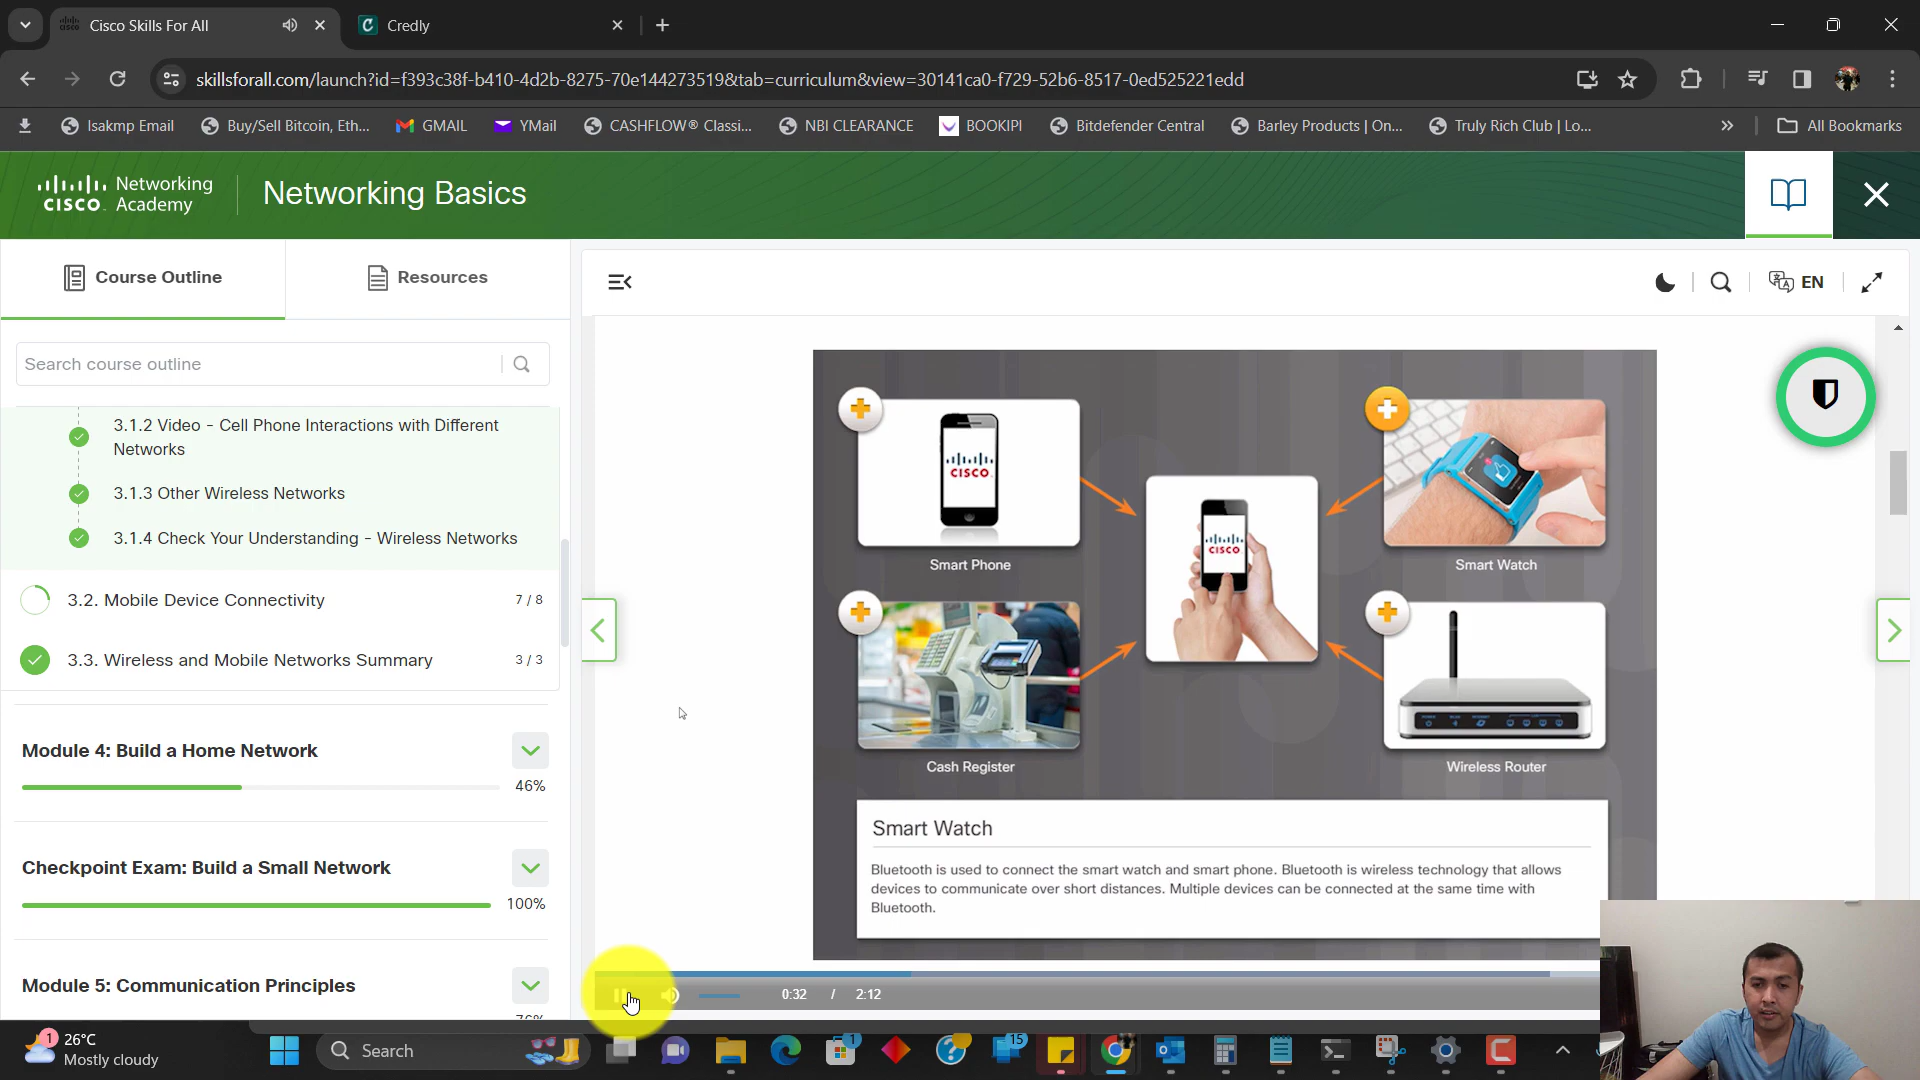 Cisco Skills For All
Credly
skillsforall.com/launch?id=f393c38f-b410-4d2b-8275-70e144273519&tab=curriculum&view=30141ca0-f729-52b6-8517-0ed525221edd
Isakmp Email
Buy/Sell Bitcoin, Eth...
GMAIL
YMail
CASHFLOW® Classi...
NBI CLEARANCE
BOOKIPI
Bitdefender Central
Barley Products | On...
Truly Rich Club | Lo...
All Bookmarks
CISCO Networking Academy
Networking Basics
Course Outline
Resources
EN
Search course outline
3.1.2 Video - Cell Phone Interactions with Different
Networks
3.1.3 Other Wireless Networks
3.1.4 Check Your Understanding - Wireless Networks
3.2. Mobile Device Connectivity
7 / 8
3.3. Wireless and Mobile Networks Summary
3 / 3
Module 4: Build a Home Network
46%
Checkpoint Exam: Build a Small Network
100%
Module 5: Communication Principles
CISCO
Smart Phone
CISCO
Smart Watch
Cash Register
Wireless Router
Smart Watch
Bluetooth is used to connect the smart watch and smart phone. Bluetooth is wireless technology that allows
devices to communicate over short distances. Multiple devices can be connected at the same time with
Bluetooth.
0:32 / 2:12
1
26°C
Mostly cloudy
Search
1
15